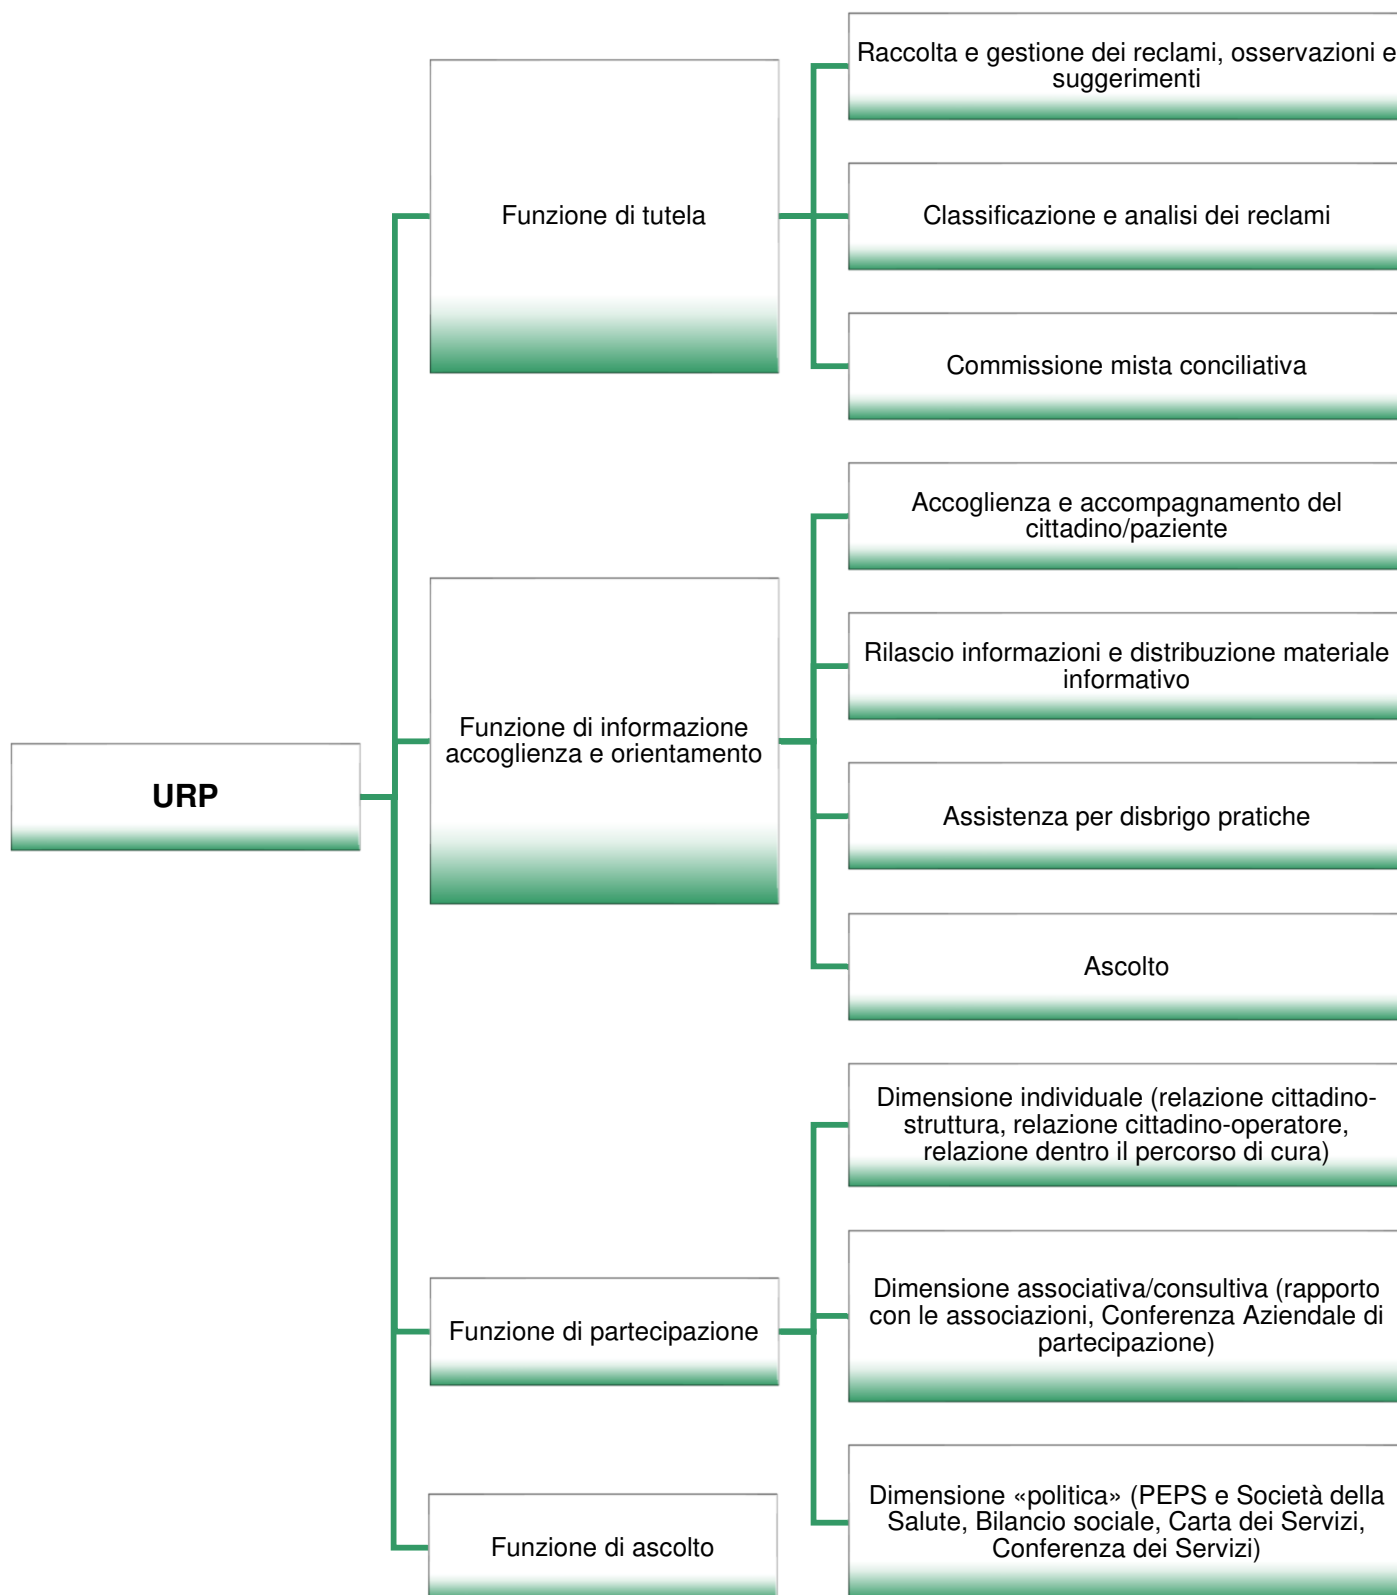 URP
Funzione di tutela
Raccolta e gestione dei reclami, osservazioni e
suggerimenti
Classificazione e analisi dei reclami
Commissione mista conciliativa
Funzione di informazione
accoglienza e orientamento
Accoglienza e accompagnamento del
cittadino/paziente
Rilascio informazioni e distribuzione materiale
informativo
Assistenza per disbrigo pratiche
Ascolto
Funzione di partecipazione
Dimensione individuale (relazione cittadino-
struttura, relazione cittadino-operatore,
relazione dentro il percorso di cura)
Dimensione associativa/consultiva (rapporto
con le associazioni, Conferenza Aziendale di
partecipazione)
Dimensione «politica» (PEPS e Società della
Salute, Bilancio sociale, Carta dei Servizi,
Conferenza dei Servizi)
Funzione di ascolto